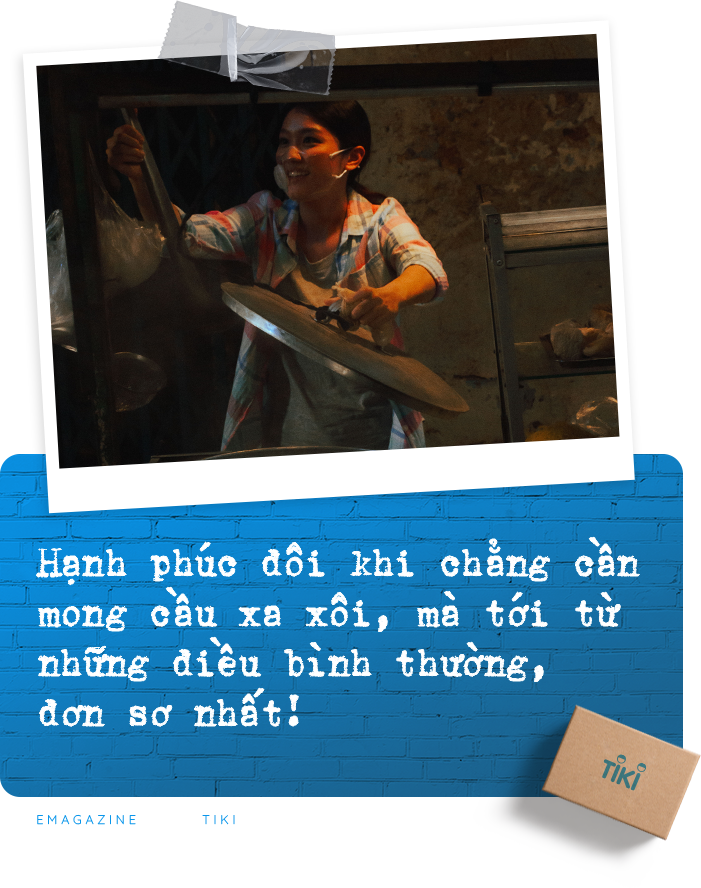 Hạnh phúc đôi khi chẳng cần
mong cầu xa xôi, mà tới từ
những điều bình thường,
đơn sơ nhất!
TIKI
EMAGAZINE TIKI